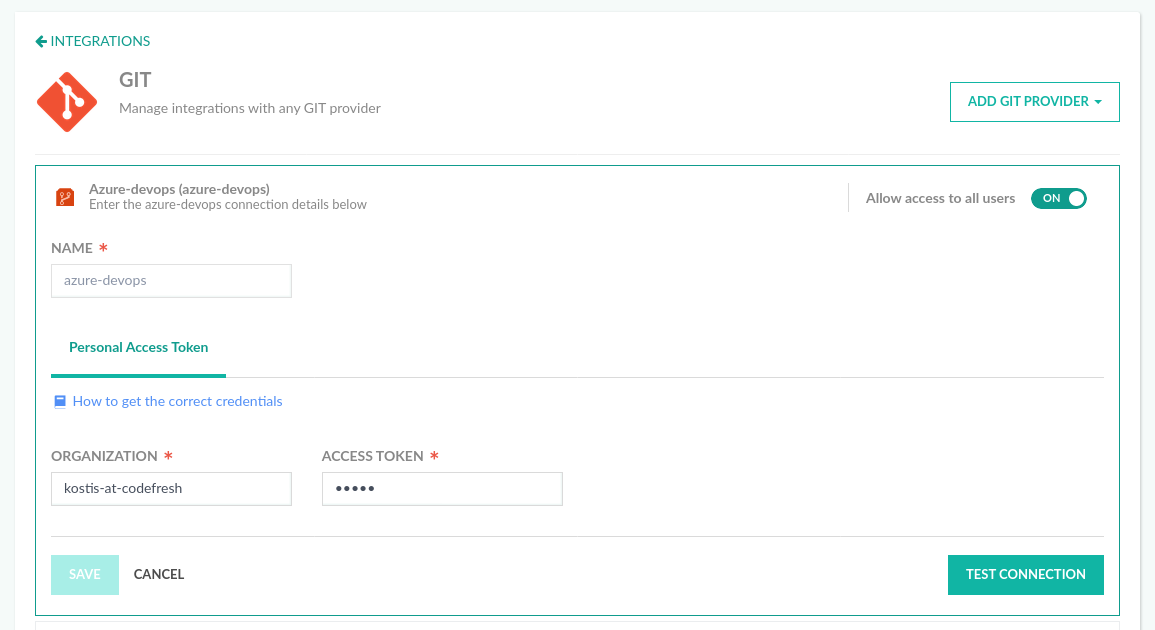 INTEGRATIONS
GIT
Manage integrations with any GIT provider
ADD GIT PROVIDER
Azure-devops (azure-devops)
Enter the azure-devops connection details below
Allow access to all users
ON
NAME *
azure-devops
Personal Access Token
How to get the correct credentials
ORGANIZATION *
ACCESS TOKEN *
kostis-at-codefresh
•••••
SAVE
CANCEL
TEST CONNECTION